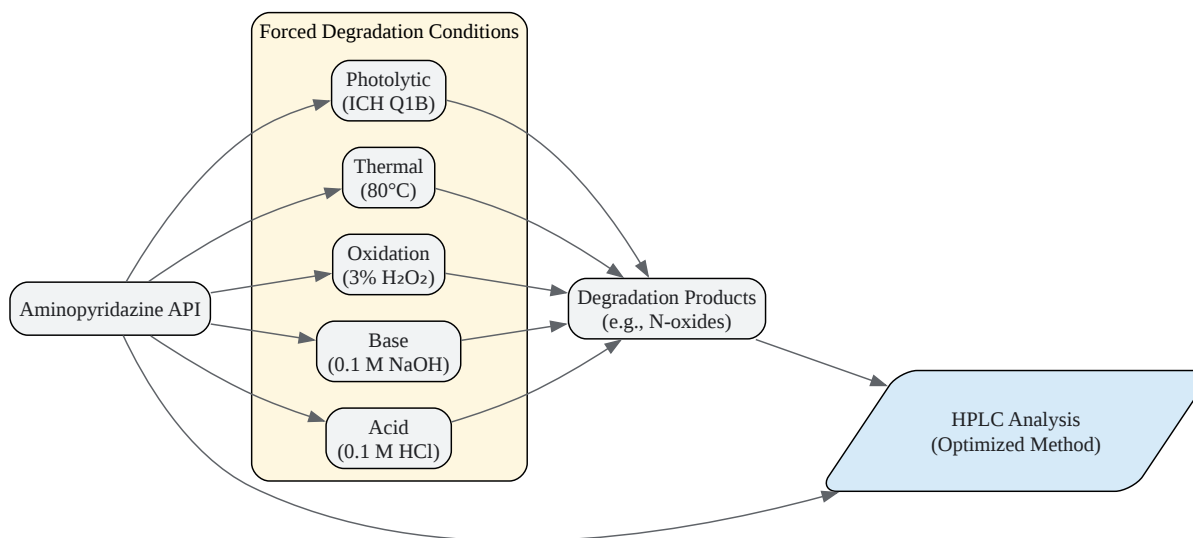 Forced Degradation Conditions
Photolytic
(ICH Q1B)
Thermal
(80°C)
Oxidation
(3% H₂O₂)
Aminopyridazine API
Degradation Products
(e.g., N-oxides)
Base
(0.1 M NaOH)
Acid
(0.1 M HCl)
HPLC Analysis
(Optimized Method)